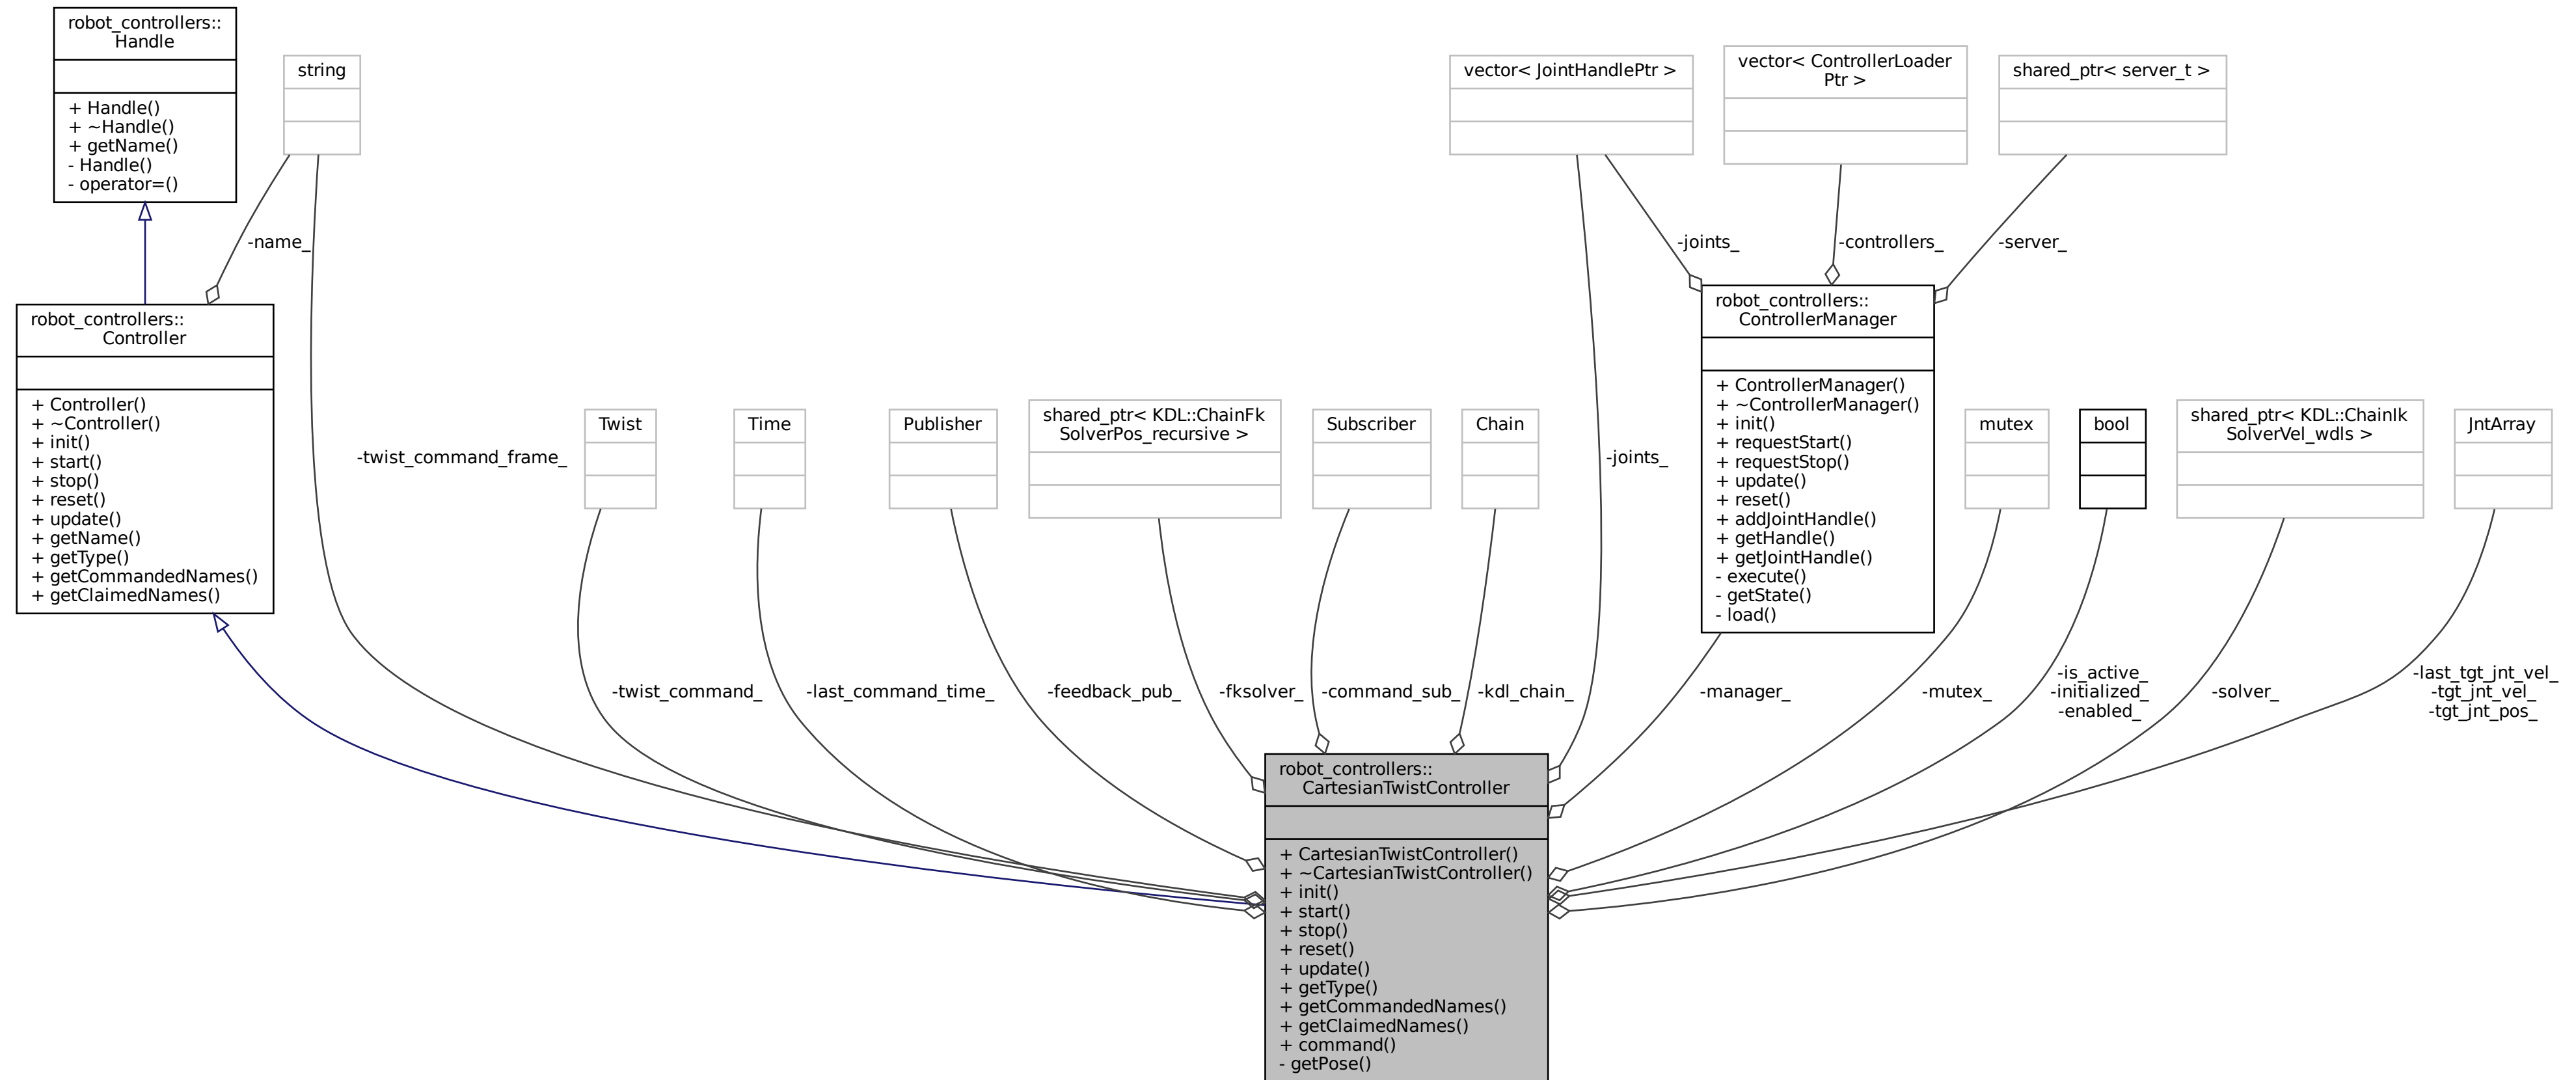 robot_controllers::
Handle
+ Handle()
+ ~Handle()
+ getName()
- Handle()
- operator=()
string
vector< JointHandlePtr >
vector< ControllerLoader
Ptr >
shared_ptr< server_t >
-name_
-joints_
-controllers_
-server_
robot_controllers::
Controller
+ Controller()
+ ~Controller()
+ init()
+ start()
+ stop()
+ reset()
+ update()
+ getName()
+ getType()
+ getCommandedNames()
+ getClaimedNames()
-twist_command_frame_
Twist
Time
Publisher
shared_ptr< KDL::ChainFk
SolverPos_recursive >
Subscriber
Chain
-joints_
robot_controllers::
ControllerManager
+ ControllerManager()
+ ~ControllerManager()
+ init()
+ requestStart()
+ requestStop()
+ update()
+ reset()
+ addJointHandle()
+ getHandle()
+ getJointHandle()
- execute()
- getState()
- load()
mutex
bool
shared_ptr< KDL::ChainIk
SolverVel_wdls >
JntArray
-twist_command_
-last_command_time_
-feedback_pub_
-fksolver_
-command_sub_
-kdl_chain_
-manager_
-mutex_
-is_active_
-initialized_
-enabled_
-solver_
-last_tgt_jnt_vel_
-tgt_jnt_vel_
-tgt_jnt_pos_
robot_controllers::
CartesianTwistController
+ CartesianTwistController()
+ ~CartesianTwistController()
+ init()
+ start()
+ stop()
+ reset()
+ update()
+ getType()
+ getCommandedNames()
+ getClaimedNames()
+ command()
- getPose()